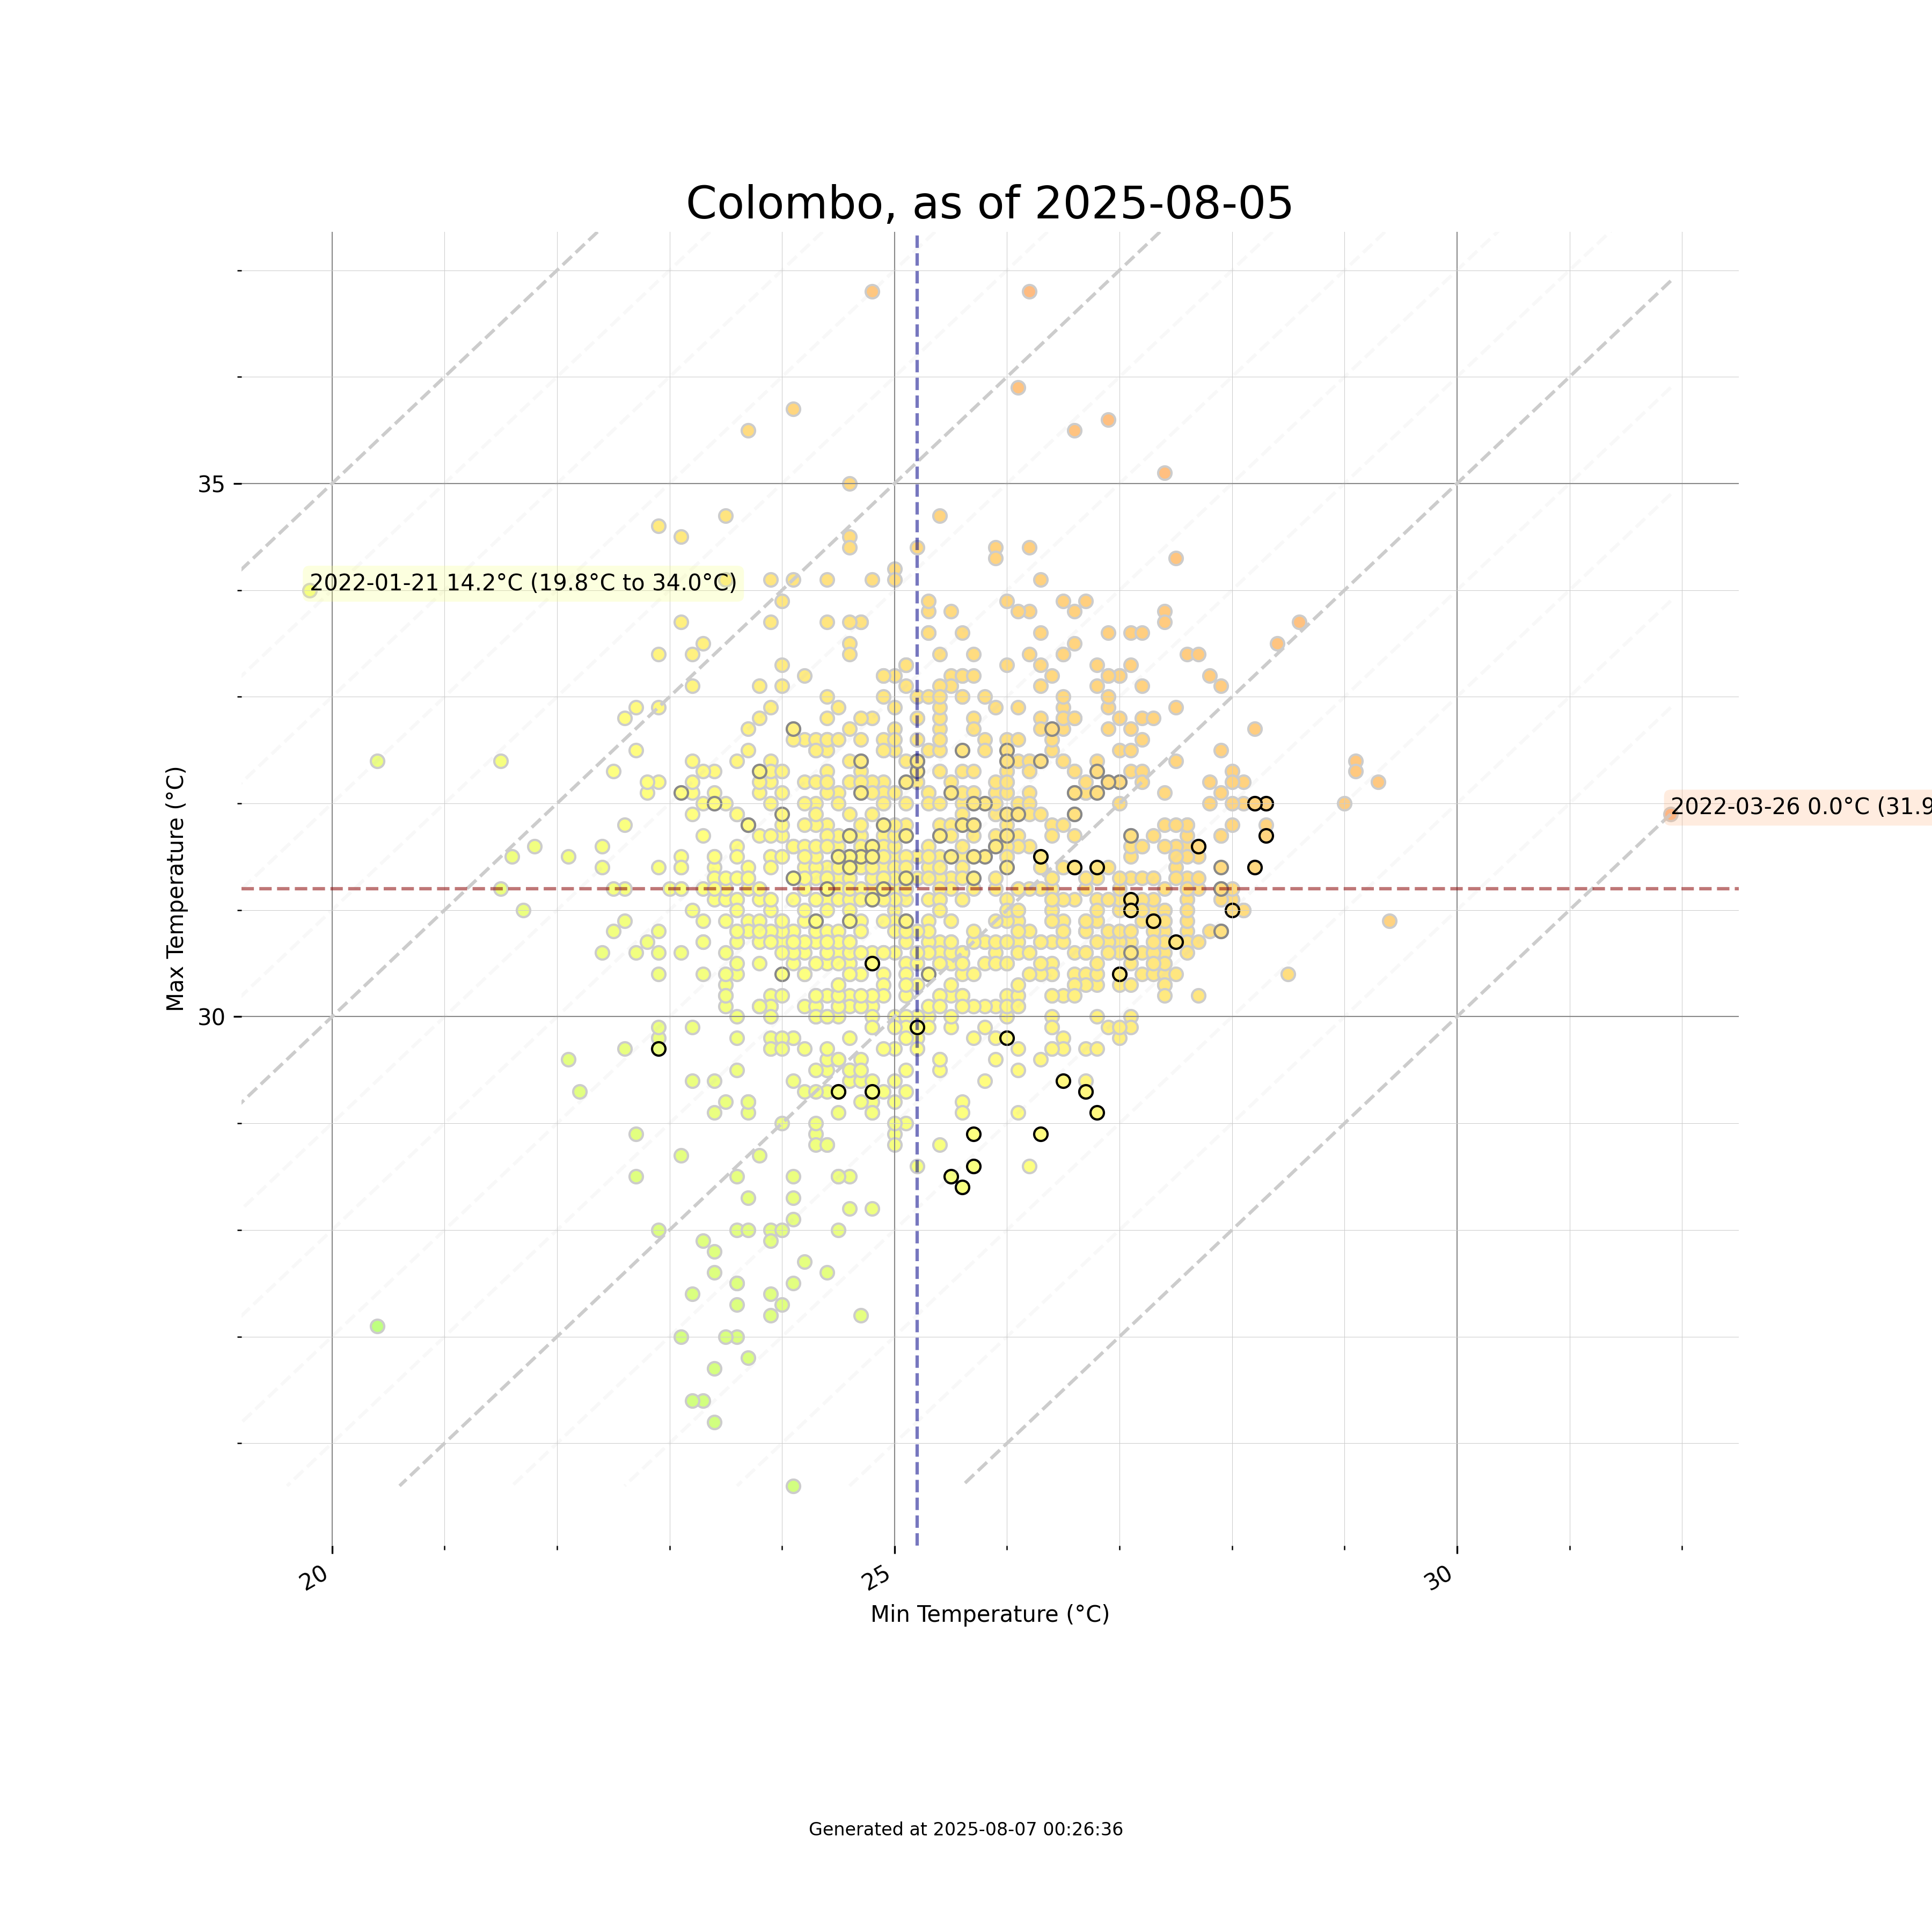 Colombo, as of 2025-08-05
35
2022-01-21 14.2°C (19.8°C to 34.0°C)
2022-03-26 0.0°C (31.9
Max Temperature (°C)
30
20
25
30
Min Temperature (°C)
Generated at 2025-08-07 00:26:36